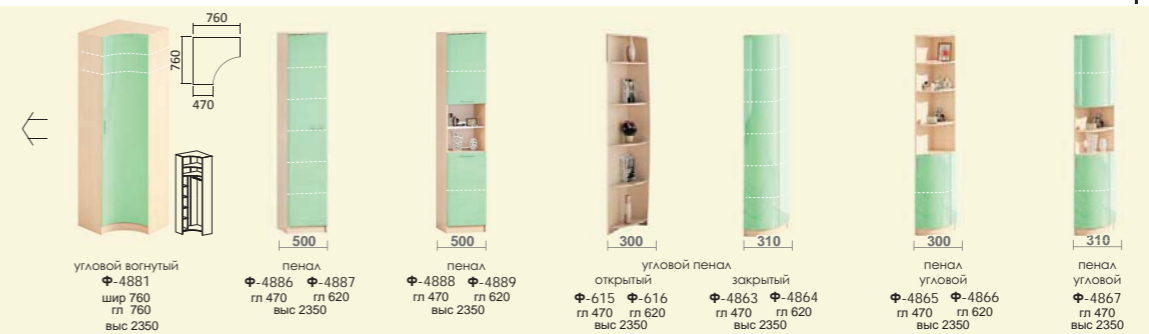 760
760
470
500
500
300
310
300
310
угловой вогнутый
Ф-4881
шир 760
гл 760
выс 2350
пенал
Ф-4886 Ф-4887
гл 470 гл 620
выс 2350
пенал
Ф-4888 Ф-4889
гл 470 гл 620
выс 2350
угловой пенал
открытый закрытый
Ф-615 Ф-616 Ф-4863 Ф-4864
гл 470 гл 620 гл 470 гл 620
выс 2350 выс 2350
пенал
угловой
Ф-4865 Ф-4866
гл 470 гл 620
выс 2350
пенал
угловой
Ф-4867
гл 470
выс 2350